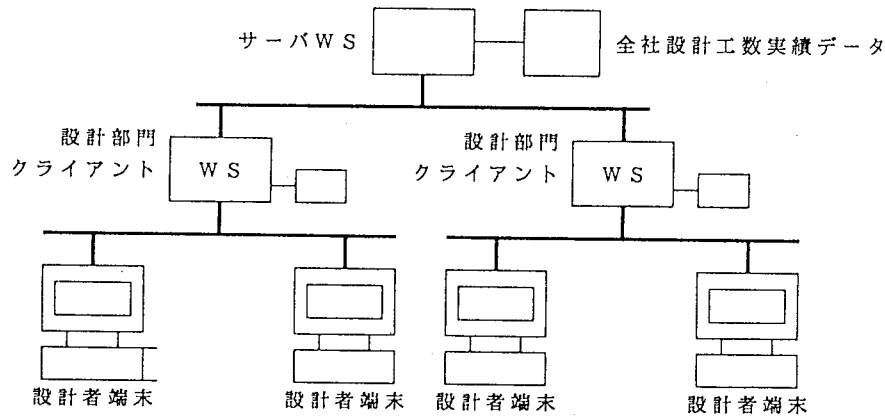 サーバWS
全社設計工数実績データ
設計部門
クライアント
WS
設計部門
クライアント
WS
設計者端末
設計者端末
設計者端末
設計者端末